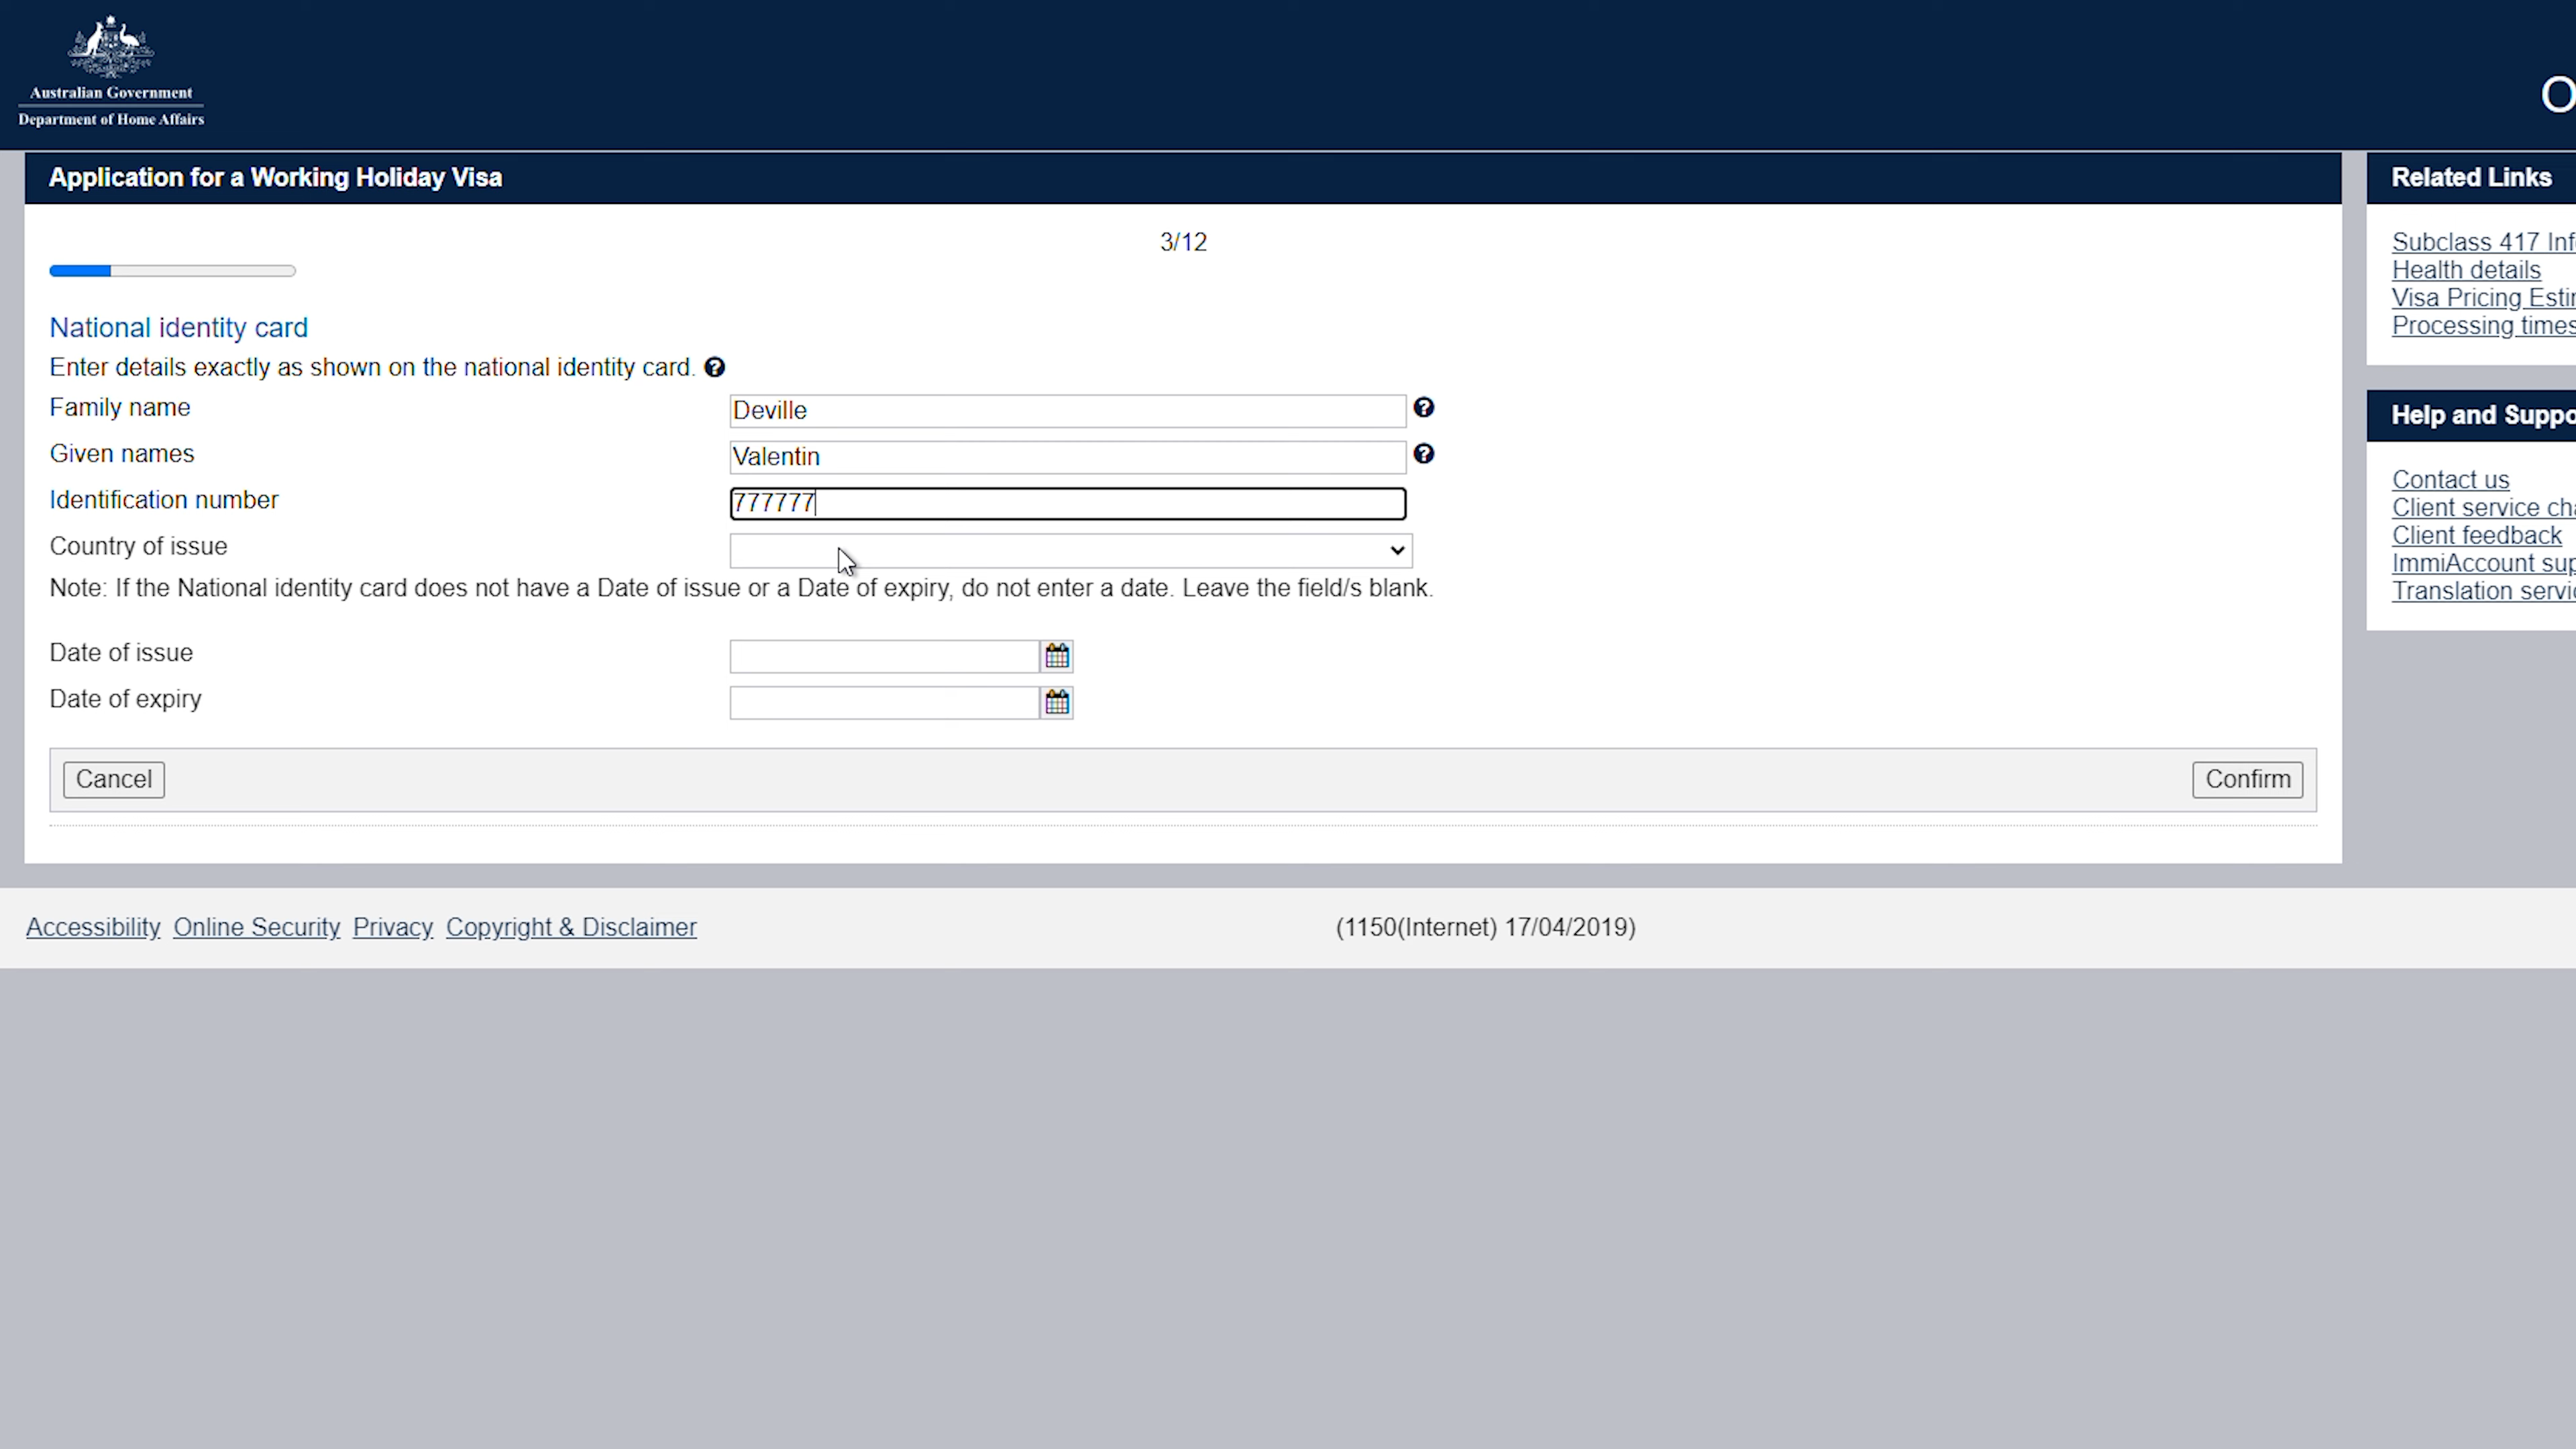 Australian Government
Department of Home Affairs
O
Application for a Working Holiday Visa
3/12
National identity card
Enter details exactly as shown on the national identity card. ?
Family name Deville ?
Given names Valentin ?
Identification number 777777
Country of issue
Note: If the National identity card does not have a Date of issue or a Date of expiry, do not enter a date. Leave the field/s blank.
Date of issue
Date of expiry
Cancel Confirm
Related Links
Subclass 417 Inf
Health details
Visa Pricing Estin
Processing times
Help and Suppo
Contact us
Client service cha
Client feedback
ImmiAccount sup
Translation servic
Accessibility Online Security Privacy Copyright & Disclaimer (1150(Internet) 17/04/2019)